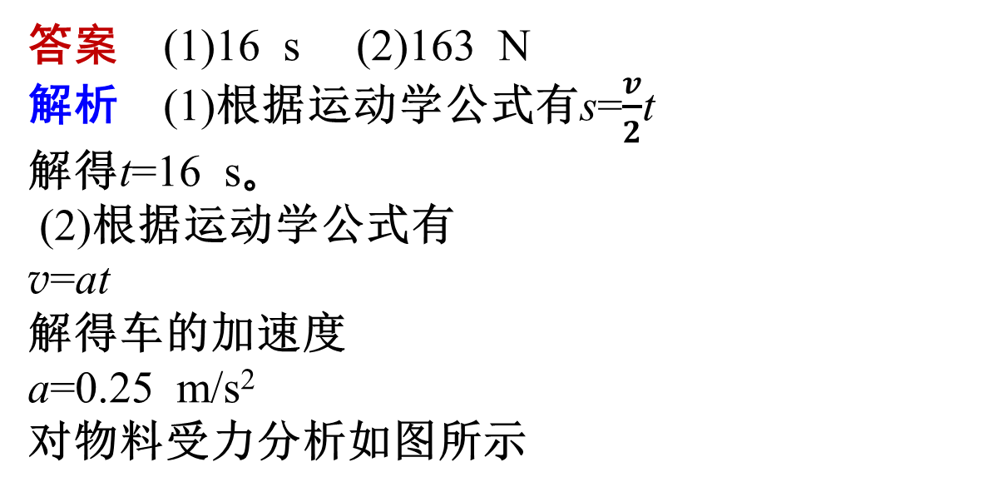 答案 (1)16 s (2)163 N
解析 (1)根据运动学公式有s=v/2t
解得t=16 s。
(2)根据运动学公式有
v=at
解得车的加速度
a=0.25 m/s²
对物料受力分析如图所示